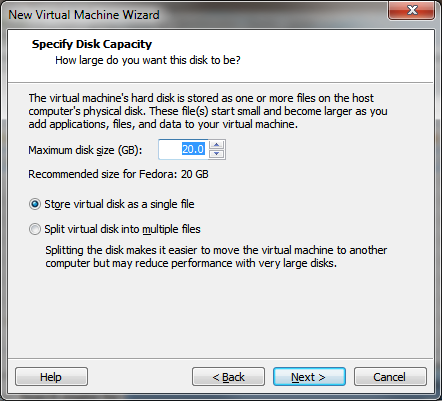 New Virtual Machine Wizard
Specify Disk Capacity
How large do you want this disk to be?
The virtual machine's hard disk is stored as one or more files on the host
computer's physical disk. These file(s) start small and become larger as you
add applications, files, and data to your virtual machine.
Maximum disk size (GB): 20.0
Recommended size for Fedora: 20 GB
Store virtual disk as a single file
Split virtual disk into multiple files
Splitting the disk makes it easier to move the virtual machine to another
computer but may reduce performance with very large disks.
Help < Back Next > Cancel